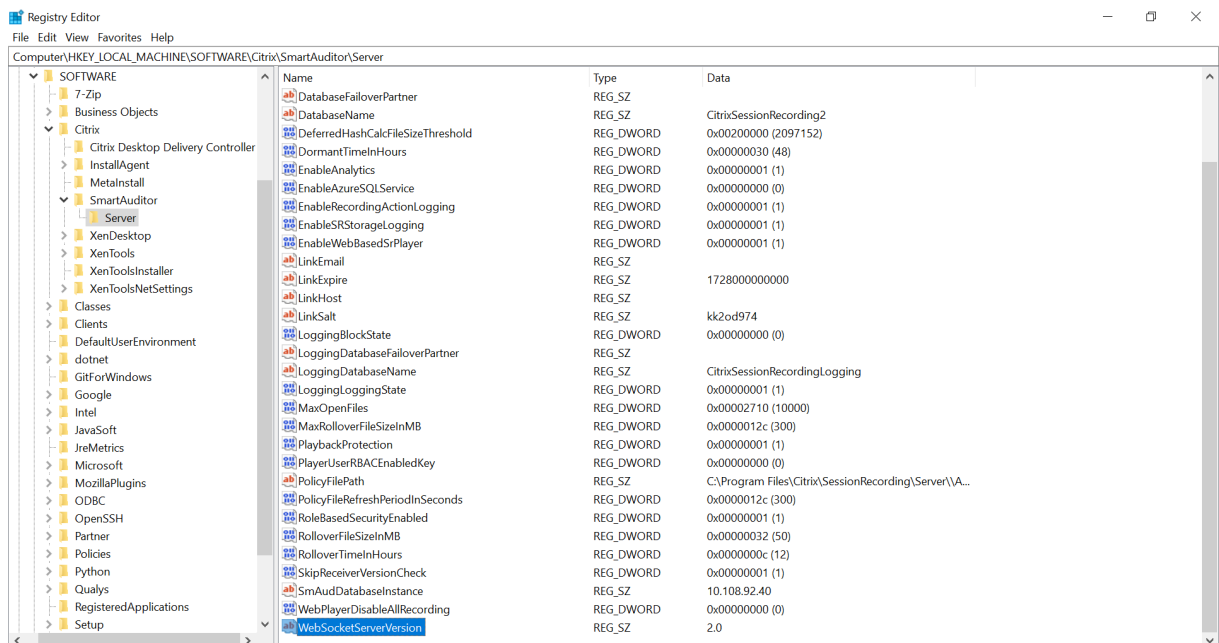 Registry Editor
File Edit View Favorites Help
Computer\HKEY_LOCAL_MACHINE\SOFTWARE\Citrix\SmartAuditor\Server
SOFTWARE
7-Zip
Business Objects
Citrix
Citrix Desktop Delivery Controller
InstallAgent
MetaInstall
SmartAuditor
Server
XenDesktop
XenTools
XenToolsInstaller
XenToolsNetSettings
Classes
Clients
DefaultUserEnvironment
dotnet
GitForWindows
Google
Intel
JavaSoft
JreMetrics
Microsoft
MozillaPlugins
ODBC
OpenSSH
Partner
Policies
Python
Qualys
RegisteredApplications
Setup
Name Type Data
DatabaseFailoverPartner REG_SZ
DatabaseName REG_SZ CitrixSessionRecording2
DeferredHashCalcFileSizeThreshold REG_DWORD 0x00200000 (2097152)
DormantTimeInHours REG_DWORD 0x00000030 (48)
EnableAnalytics REG_DWORD 0x00000001 (1)
EnableAzureSQLService REG_DWORD 0x00000000 (0)
EnableRecordingActionLogging REG_DWORD 0x00000001 (1)
EnableSRStorageLogging REG_DWORD 0x00000001 (1)
EnableWebBasedSrPlayer REG_DWORD 0x00000001 (1)
LinkEmail REG_SZ
LinkExpire REG_SZ 1728000000000
LinkHost REG_SZ
LinkSalt REG_SZ kk2od974
LoggingBlockState REG_DWORD 0x00000000 (0)
LoggingDatabaseFailoverPartner REG_SZ
LoggingDatabaseName REG_SZ CitrixSessionRecordingLogging
LoggingLoggingState REG_DWORD 0x00000001 (1)
MaxOpenFiles REG_DWORD 0x00002710 (10000)
MaxRolloverFileSizeInMB REG_DWORD 0x0000012c (300)
PlaybackProtection REG_DWORD 0x00000001 (1)
PlayerUserRBACEnabledKey REG_DWORD 0x00000000 (0)
PolicyFilePath REG_SZ C:\Program Files\Citrix\SessionRecording\Server\\A...
PolicyFileRefreshPeriodInSeconds REG_DWORD 0x0000012c (300)
RoleBasedSecurityEnabled REG_DWORD 0x00000001 (1)
RolloverFileSizeInMB REG_DWORD 0x00000032 (50)
RolloverTimeInHours REG_DWORD 0x0000000c (12)
SkipReceiverVersionCheck REG_DWORD 0x00000001 (1)
SmAudDatabaseInstance REG_SZ 10.108.92.40
WebPlayerDisableAllRecording REG_DWORD 0x00000000 (0)
WebSocketServerVersion REG_SZ 2.0